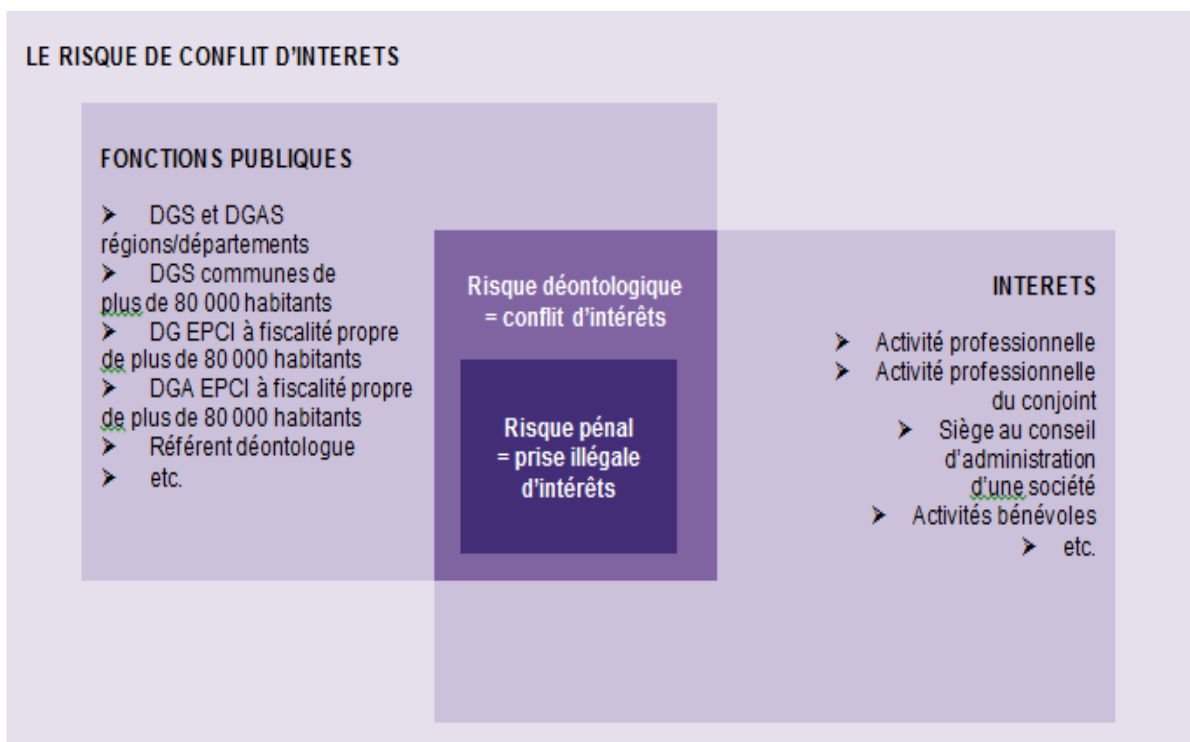 LE RISQUE DE CONFLIT D'INTERETS
FONCTIONS PUBLIQUES
➢ DGS et DGAS
régions/départements
➢ DGS communes de
plus de 80 000 habitants
➢ DG EPCI à fiscalité propre
de plus de 80 000 habitants
➢ DGA EPCI à fiscalité propre
de plus de 80 000 habitants
➢ Référent déontologue
➢ etc.
Risque déontologique
= conflit d'intérêts
Risque pénal
= prise illégale
d'intérêts
INTERETS
➢ Activité professionnelle
➢ Activité professionnelle
du conjoint
➢ Siège au conseil
d'administration
d'une société
➢ Activités bénévoles
➢ etc.